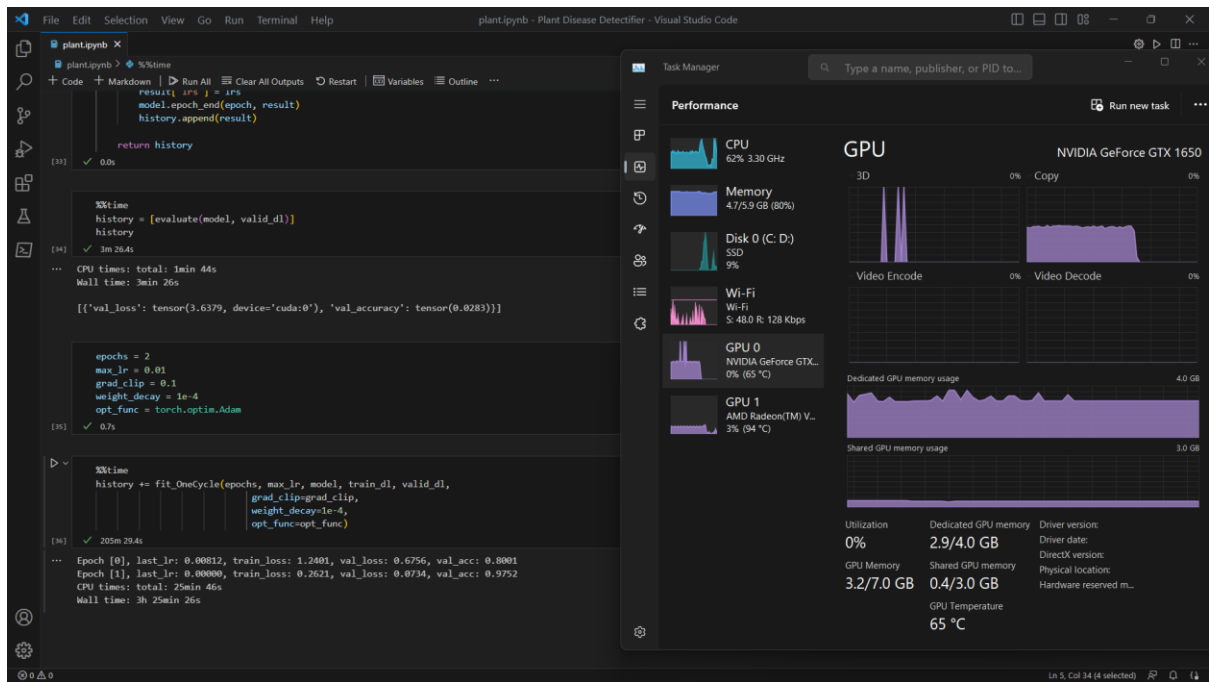 File Edit Selection View Go Run Terminal Help
plant.ipynb - Plant Disease Detectifier - Visual Studio Code
plant.ipynb
plant.ipynb > %%time
+ Code + Markdown | Run All Clear All Outputs Restart | Variables Outline ...
result['lrs'] = lrs
model.epoch_end(epoch, result)
history.append(result)
return history
[33] 0.0s
%%time
history = [evaluate(model, valid_dl)]
history
[34] 3m 26.4s
... CPU times: total: 1min 44s
Wall time: 3min 26s
[{'val_loss': tensor(3.6379, device='cuda:0'), 'val_accuracy': tensor(0.0283)}]
epochs = 2
max_lr = 0.01
grad_clip = 0.1
weight_decay = 1e-4
opt_func = torch.optim.Adam
[35] 0.7s
%%time
history += fit_OneCycle(epochs, max_lr, model, train_dl, valid_dl,
grad_clip=grad_clip,
weight_decay=1e-4,
opt_func=opt_func)
[36] 205m 29.4s
... Epoch [0], last_lr: 0.00812, train_loss: 1.2401, val_loss: 0.6756, val_acc: 0.8001
Epoch [1], last_lr: 0.00000, train_loss: 0.2621, val_loss: 0.0734, val_acc: 0.9752
CPU times: total: 25min 46s
Wall time: 3h 25min 26s
0 0
Ln 5, Col 34 (4 selected)
Task Manager
Type a name, publisher, or PID to...
Performance
Run new task ...
CPU
62% 3.30 GHz
Memory
4.7/5.9 GB (80%)
Disk 0 (C: D:)
SSD
9%
Wi-Fi
Wi-Fi
S: 48.0 R: 128 Kbps
GPU 0
NVIDIA GeForce GTX...
0% (65 °C)
GPU 1
AMD Radeon(TM) V...
3% (94 °C)
GPU NVIDIA GeForce GTX 1650
3D 0% Copy 0%
Video Encode 0% Video Decode 0%
Dedicated GPU memory usage 4.0 GB
Shared GPU memory usage 3.0 GB
Utilization
0%
Dedicated GPU memory
2.9/4.0 GB
GPU Memory
3.2/7.0 GB
Shared GPU memory
0.4/3.0 GB
GPU Temperature
65 °C
Driver version:
Driver date:
DirectX version:
Physical location:
Hardware reserved m...